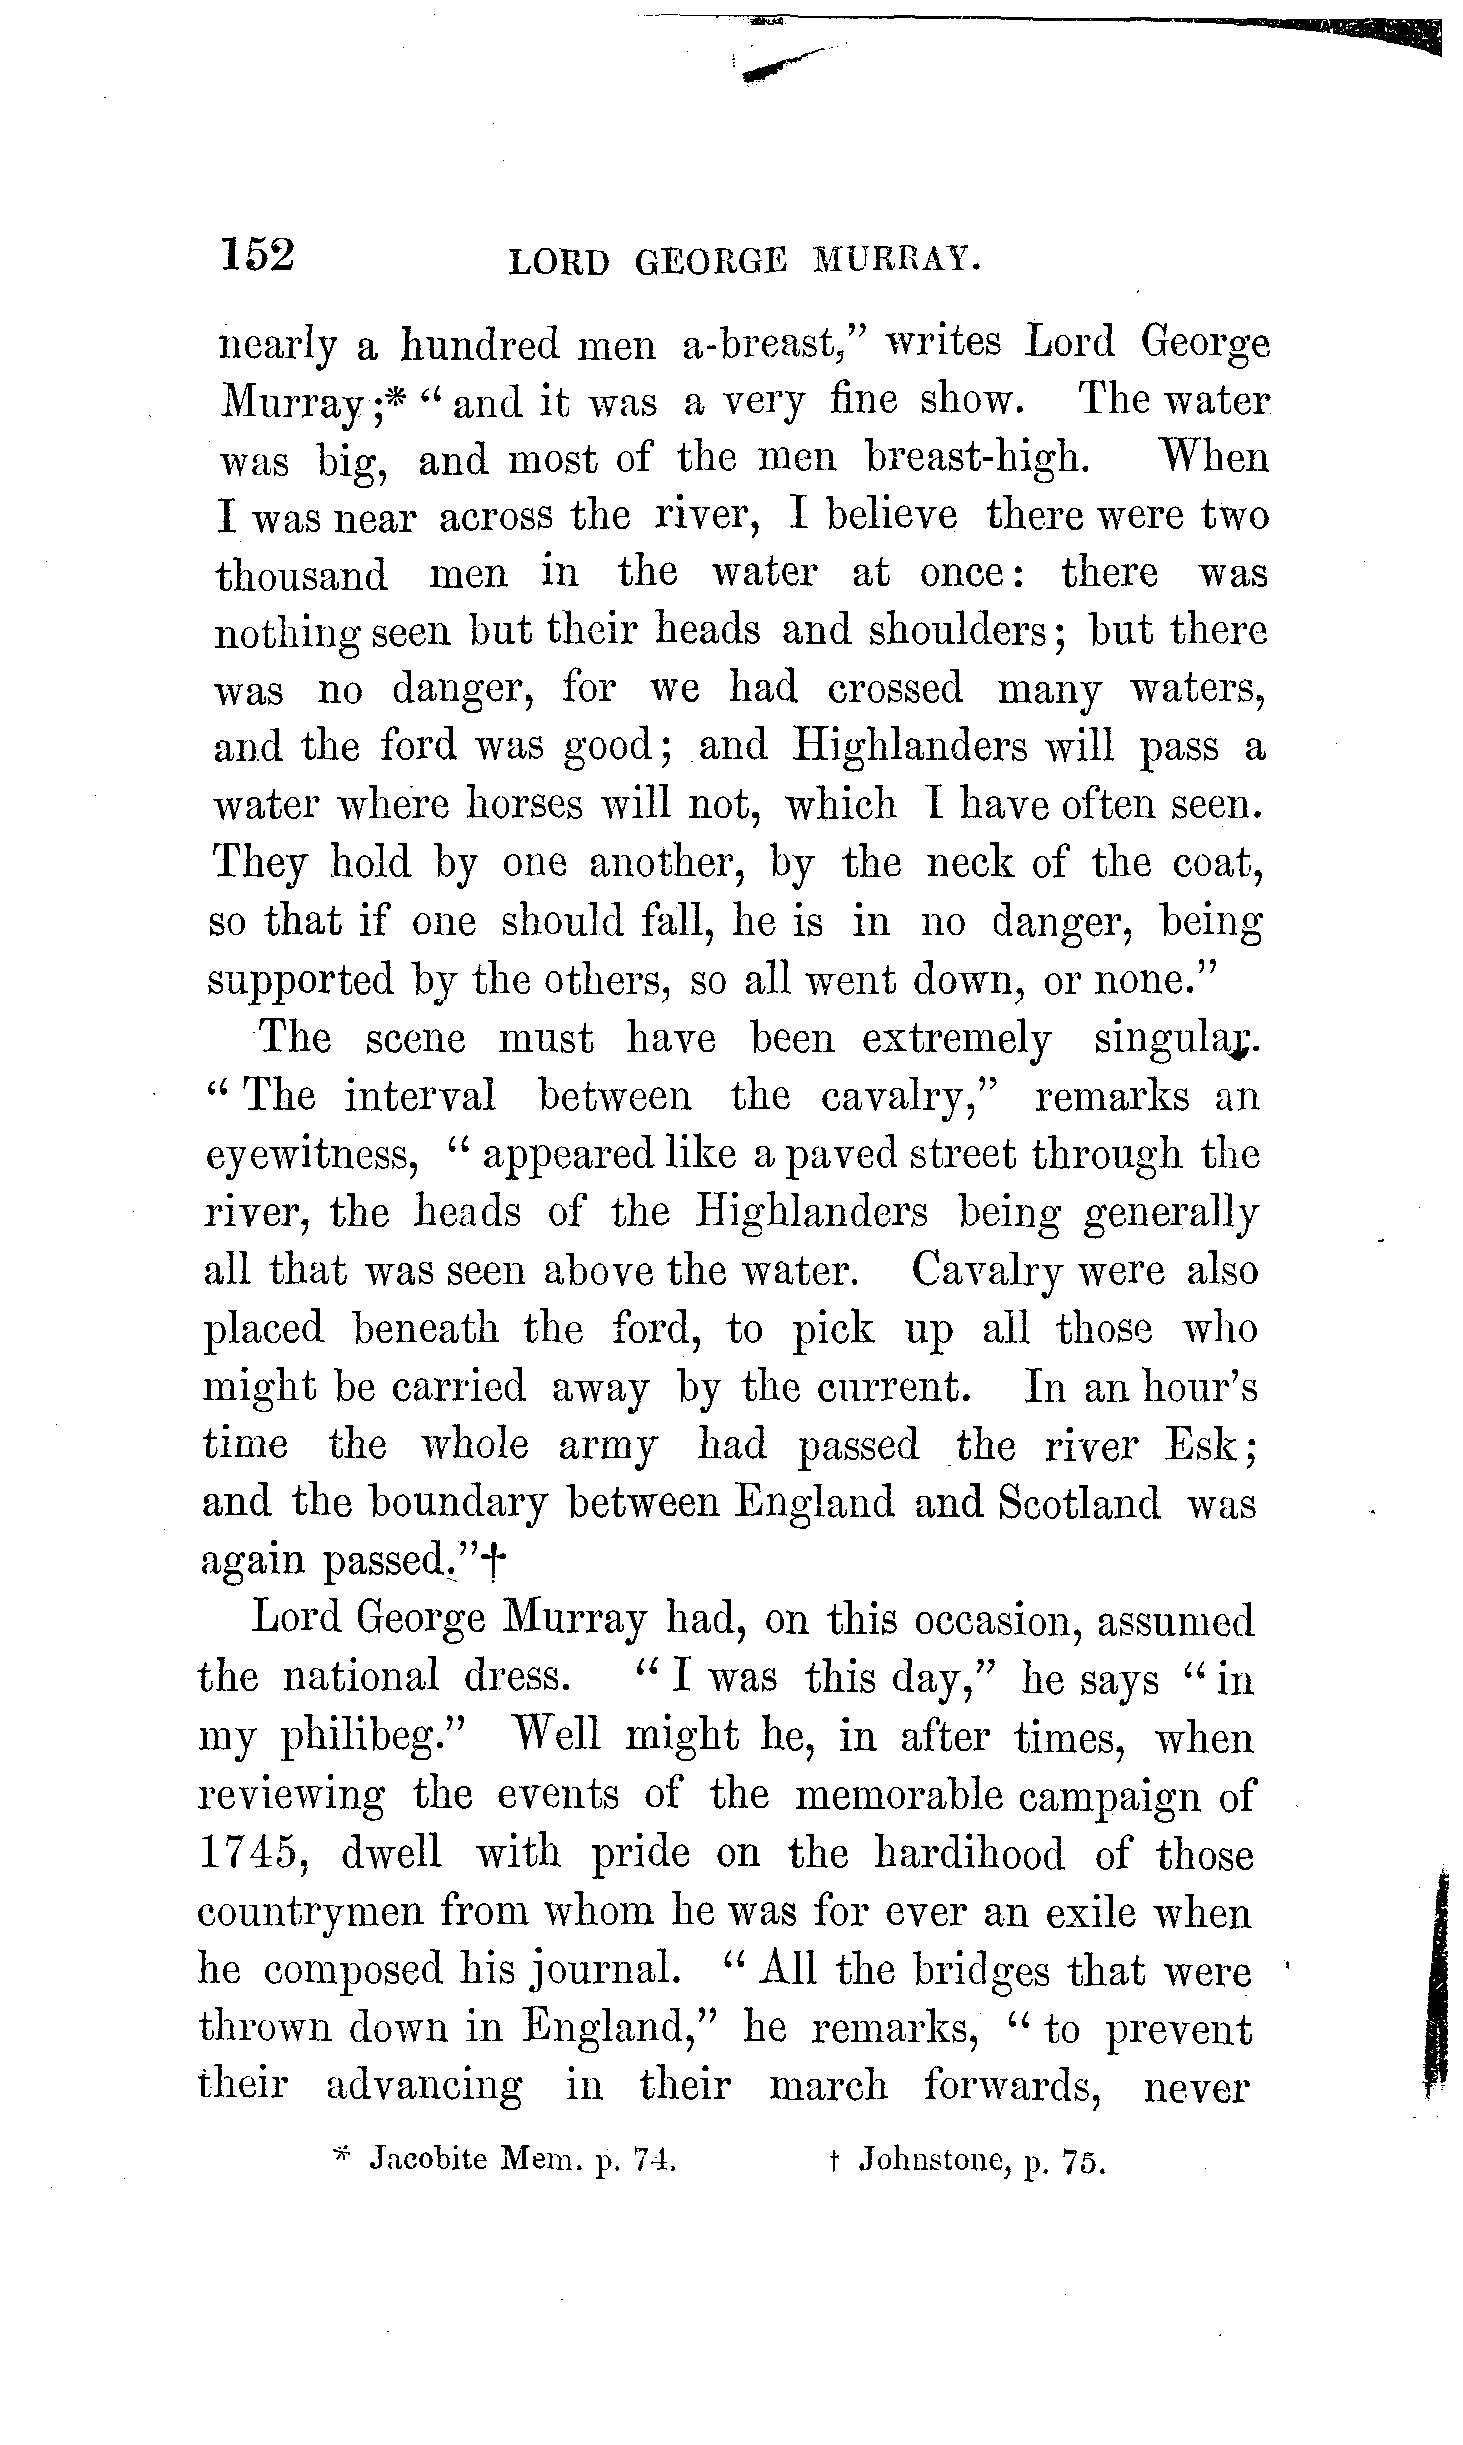 152 LORD GEORGE MURRAY.
nearly a hundred men a-breast,” writes Lord George
Murray;* “ and it was a very fine show. The water
was big, and most of the men breast-high. When
I was near across the river, I believe there were two
thousand men in the water at once: there was
nothing seen but their heads and shoulders; but there
was no danger, for we had crossed many waters,
and the ford was good; and Highlanders will pass a
water where horses will not, which I have often seen.
They hold by one another, by the neck of the coat,
so that if one should fall, he is in no danger, being
supported by the others, so all went down, or none.”
The scene must have been extremely singular.
“ The interval between the cavalry,” remarks an
eyewitness, “ appeared like a paved street through the
river, the heads of the Highlanders being generally
all that was seen above the water. Cavalry were also
placed beneath the ford, to pick up all those who
might be carried away by the current. In an hour's
time the whole army had passed the river Esk;
and the boundary between England and Scotland was
again passed.”†
Lord George Murray had, on this occasion, assumed
the national dress. “ I was this day,” he says “ in
my philibeg.” Well might he, in after times, when
reviewing the events of the memorable campaign of
1745, dwell with pride on the hardihood of those
countrymen from whom he was for ever an exile when
he composed his journal. “ All the bridges that were
thrown down in England,” he remarks, “ to prevent
their advancing in their march forwards, never
* Jacobite Mem. p. 74. † Johnstone, p. 75.